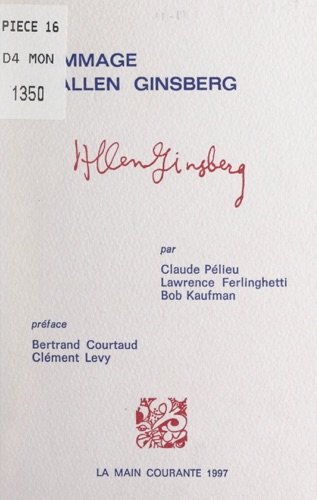 PIECE 16
D4 MON
1350
MMAGE
ALLEN GINSBERG
Allen Ginsberg
par
Claude Pélieu
Lawrence Ferlinghetti
Bob Kaufman
préface
Bertrand Courtaud
Clément Levy
LA MAIN COURANTE 1997